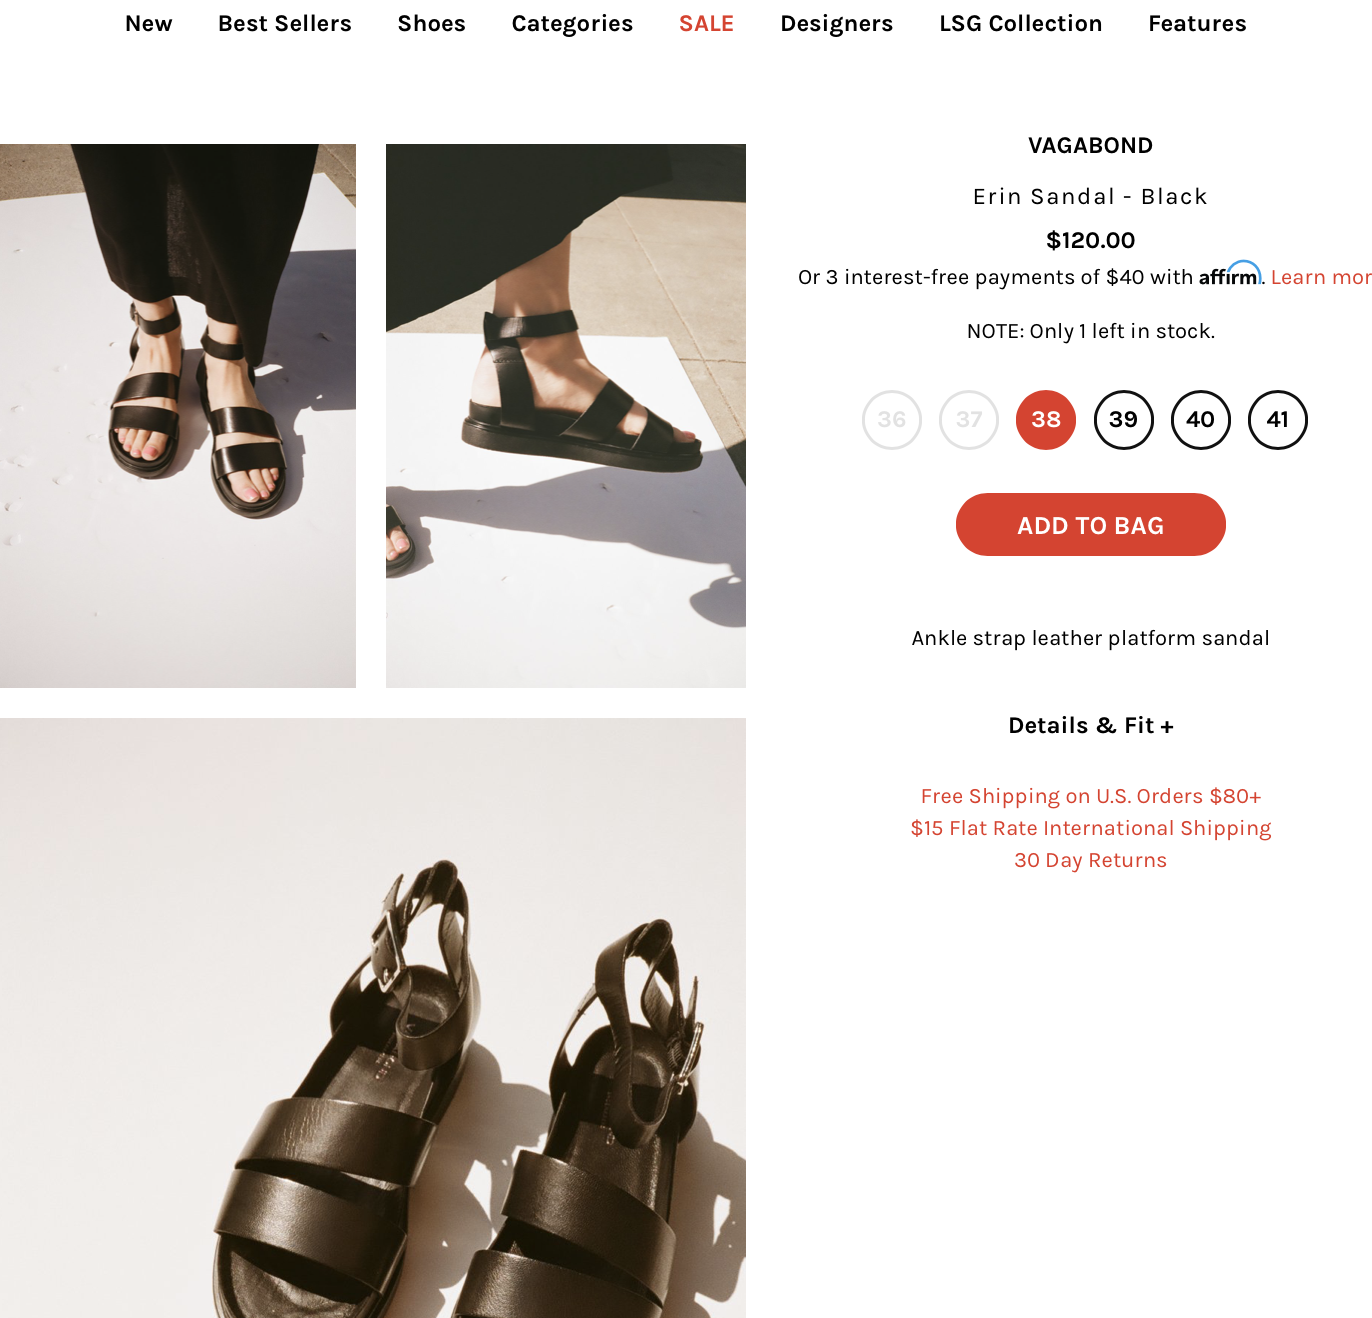 New Best Sellers Shoes Categories SALE Designers LSG Collection Features
VAGABOND
Erin Sandal - Black
$120.00
Or 3 interest-free payments of $40 with affirm. Learn mor
NOTE: Only 1 left in stock.
36 37 38 39 40 41
ADD TO BAG
Ankle strap leather platform sandal
Details & Fit +
Free Shipping on U.S. Orders $80+
$15 Flat Rate International Shipping
30 Day Returns